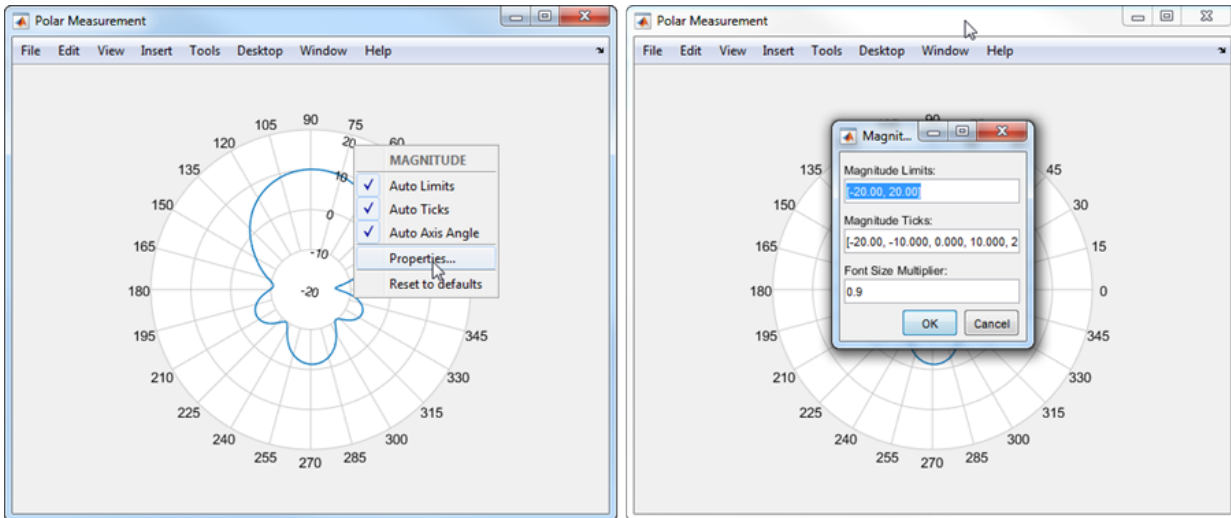 Polar Measurement
File Edit View Insert Tools Desktop Window Help
90
105 75
120 20 60
135 10
150 0
165 -10
180 -20
195 345
210 330
225 315
240 300
255 270 285
MAGNITUDE
Auto Limits
Auto Ticks
Auto Axis Angle
Properties...
Reset to defaults
Polar Measurement
File Edit View Insert Tools Desktop Window Help
90
135 45
150 30
165 15
180 0
195 345
210 330
225 315
240 300
255 270 285
Magnit...
Magnitude Limits:
[-20.00, 20.00]
Magnitude Ticks:
[-20.00, -10.000, 0.000, 10.000, 2
Font Size Multiplier:
0.9
OK Cancel